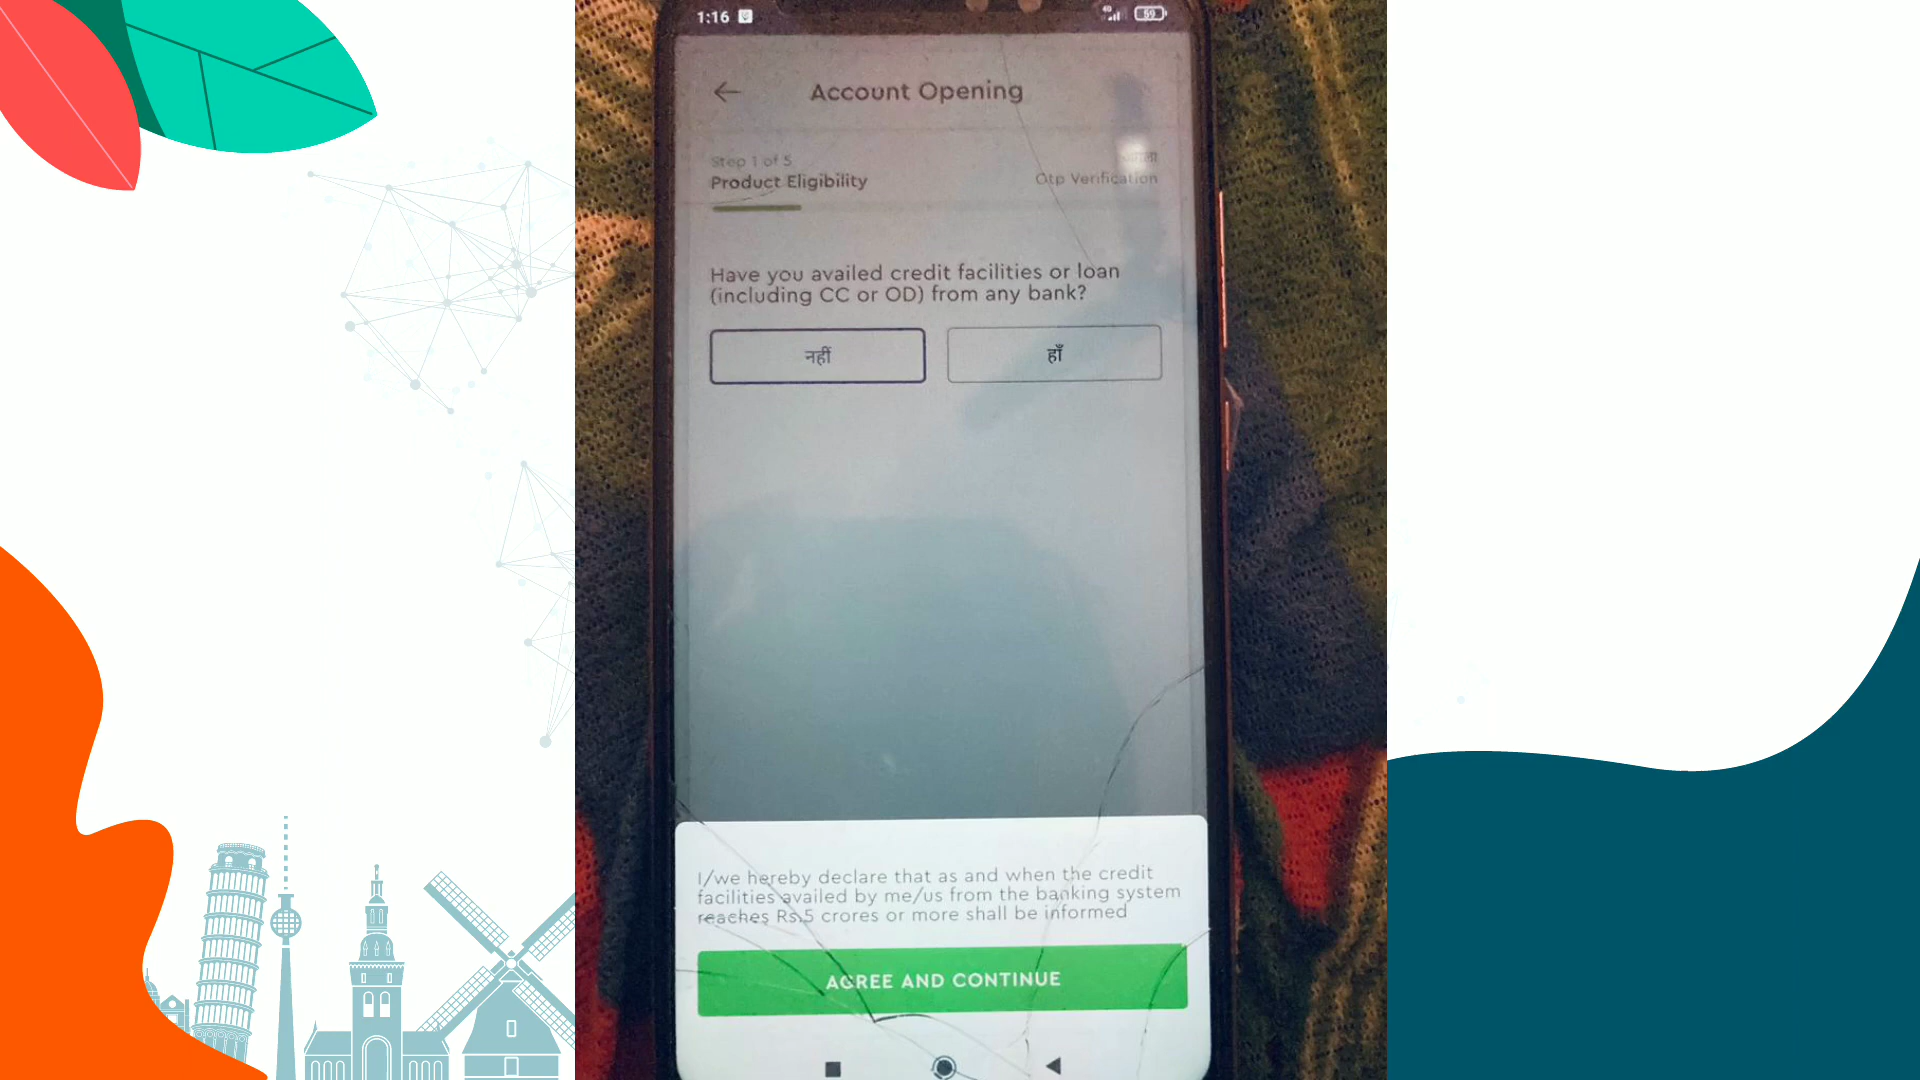 1:16
4G
59
Account Opening
Step 1 of 5
अगला
Product Eligibility
Otp Verification
Have you availed credit facilities or loan
(including CC or OD) from any bank?
नहीं
हाँ
I/we hereby declare that as and when the credit
facilities availed by me/us from the banking system
reaches Rs.5 crores or more shall be informed
AGREE AND CONTINUE